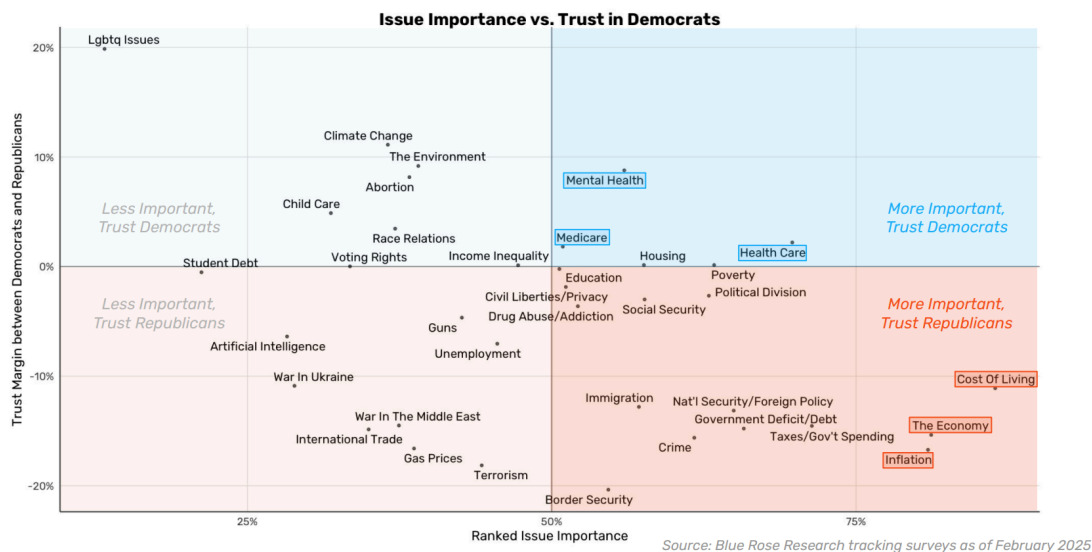 Issue Importance vs. Trust in Democrats
Trust Margin between Democrats and Republicans
20%
10%
0%
-10%
-20%
Lgbtq Issues
Climate Change
The Environment
Abortion
Mental Health
Child Care
Less Important,
Trust Democrats
More Important,
Trust Democrats
Race Relations
Medicare
Health Care
Student Debt
Voting Rights
Income Inequality
Housing
Education
Poverty
Civil Liberties/Privacy
Political Division
Less Important,
Trust Republicans
More Important,
Trust Republicans
Drug Abuse/Addiction
Social Security
Guns
Artificial Intelligence
Unemployment
War In Ukraine
Cost Of Living
Immigration
Nat'l Security/Foreign Policy
War In The Middle East
Government Deficit/Debt
The Economy
International Trade
Taxes/Gov't Spending
Crime
Gas Prices
Inflation
Terrorism
Border Security
25%
50%
75%
Ranked Issue Importance
Source: Blue Rose Research tracking surveys as of February 2025